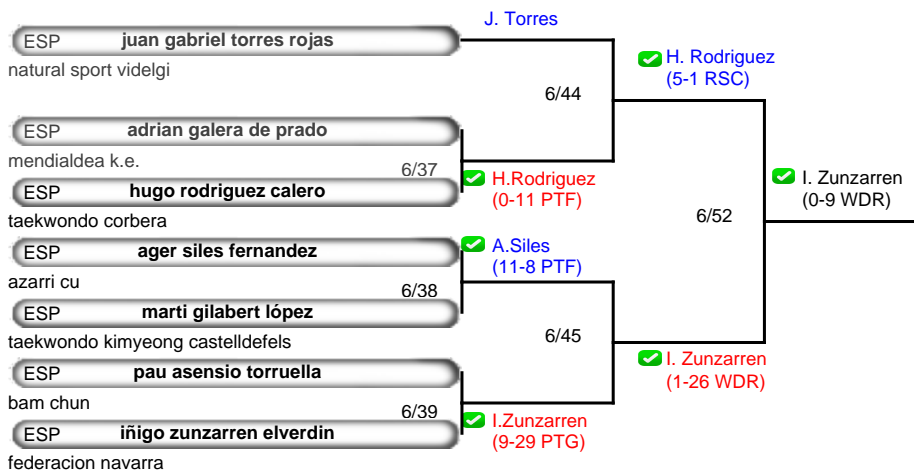 J. Torres
ESP juan gabriel torres rojas
natural sport videlgi
H. Rodriguez
(5-1 RSC)
6/44
ESP adrian galera de prado
mendialdea k.e.
6/37
H.Rodriguez
(0-11 PTF)
ESP hugo rodriguez calero
taekwondo corbera
I. Zunzarren
(0-9 WDR)
6/52
ESP ager siles fernandez
azarri cu
A.Siles
(11-8 PTF)
6/38
ESP marti gilabert lópez
taekwondo kimyeong castelldefels
6/45
I. Zunzarren
(1-26 WDR)
ESP pau asensio torruella
bam chun
6/39
I.Zunzarren
(9-29 PTG)
ESP iñigo zunzarren elverdin
federacion navarra